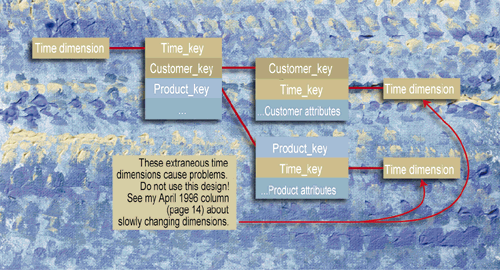 Time dimension
Time_key
Customer_key
Product_key
...
Customer_key
Time_key
...Customer attributes
Time dimension
Product_key
Time_key
...Product attributes
Time dimension
These extraneous time
dimensions cause problems.
Do not use this design!
See my April 1996 column
(page 14) about
slowly changing dimensions.